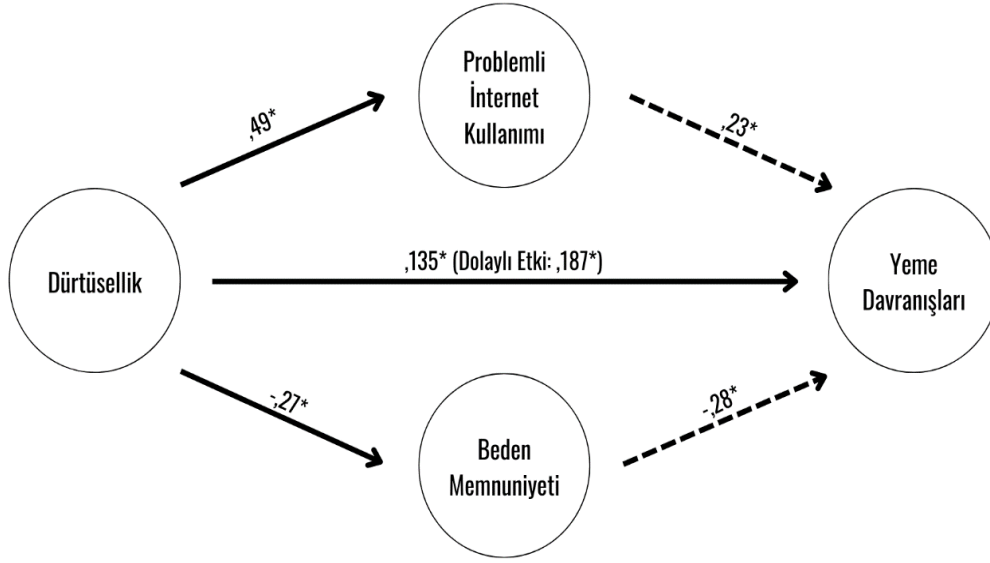 Problemli
İnternet
Kullanımı
,49*
,23*
Dürtüsellik
,135* (Dolaylı Etki: ,187*)
Yeme
Davranışları
-,27*
-,28*
Beden
Memnuniyeti